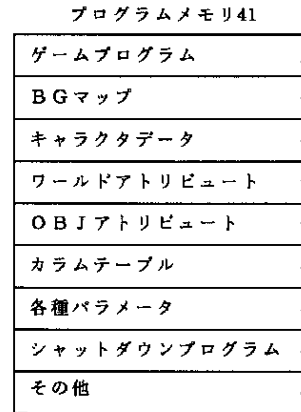 プログラムメモリ41
ゲームプログラム
BGマップ
キャラクタデータ
ワールドアトリビュート
OBJアトリビュート
カラムテーブル
各種パラメータ
シャットダウンプログラム
その他